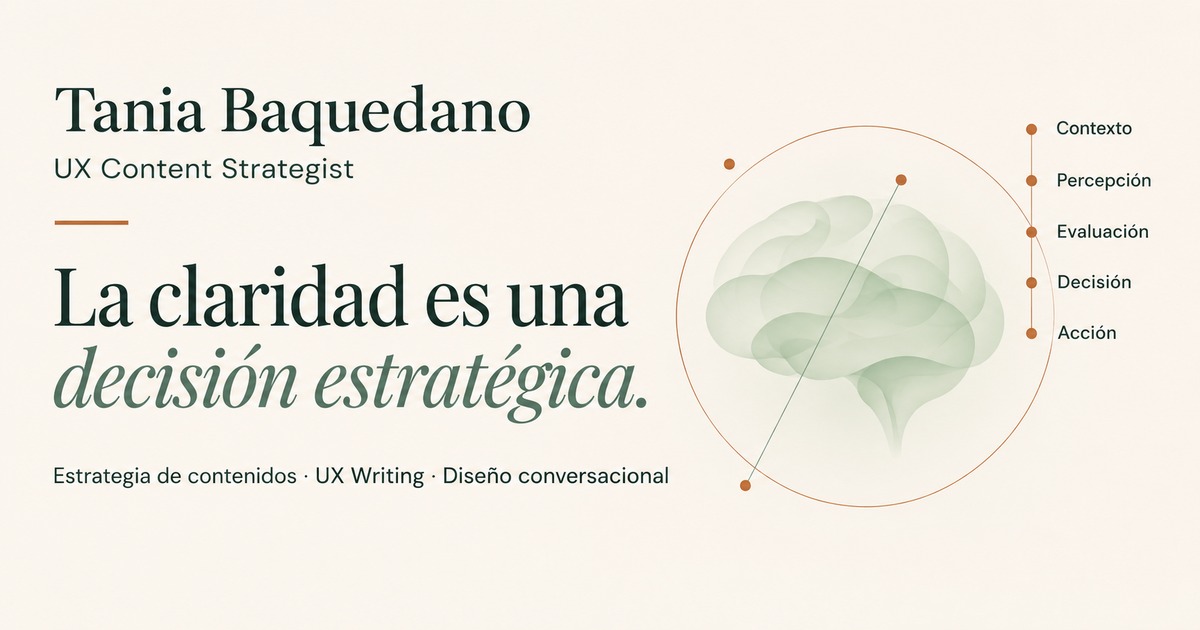 Tania Baquedano
UX Content Strategist
La claridad es una
decisión estratégica.
Estrategia de contenidos · UX Writing · Diseño conversacional
Contexto
Percepción
Evaluación
Decisión
Acción